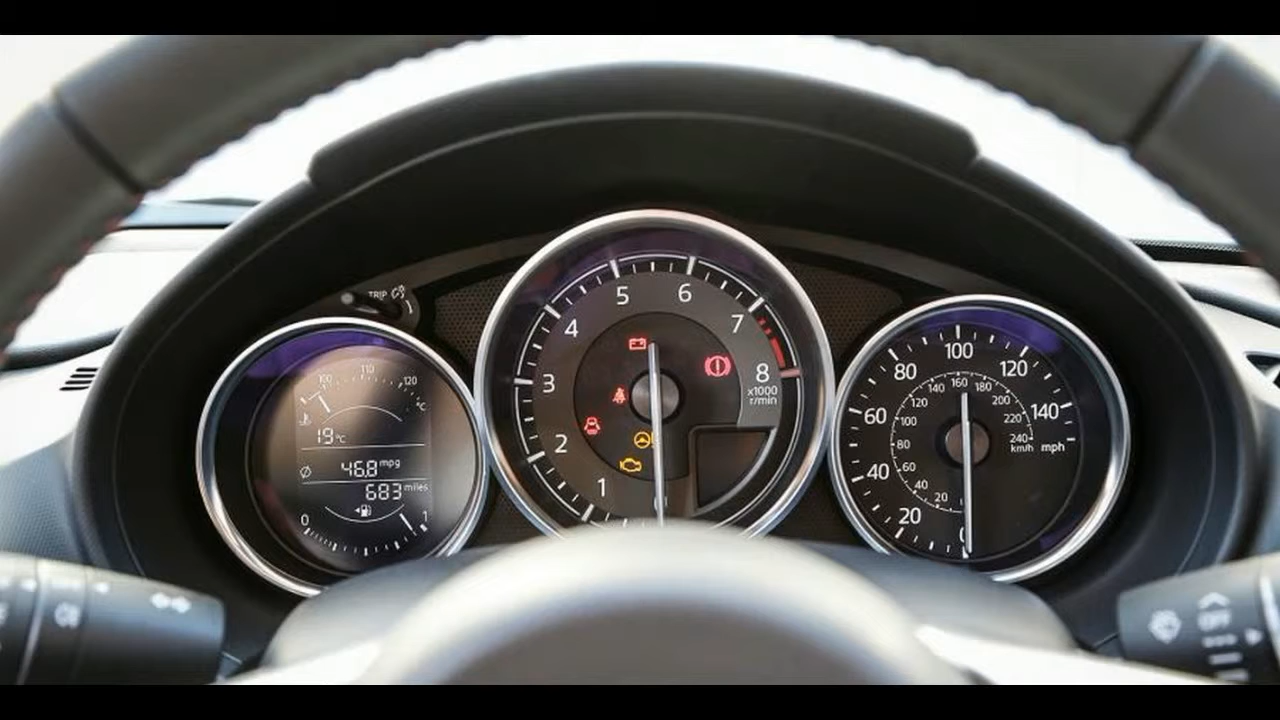 TRIP
100 110 120
°C
19°C
46.8 mpg
683 miles
0 1
1 2 3 4 5 6 7 8
x1000
r/min
20 40 60 80 100 120 140
mph
20 40 60 80 100 120 140 160 180 200 220 240
km/h
0
OFF